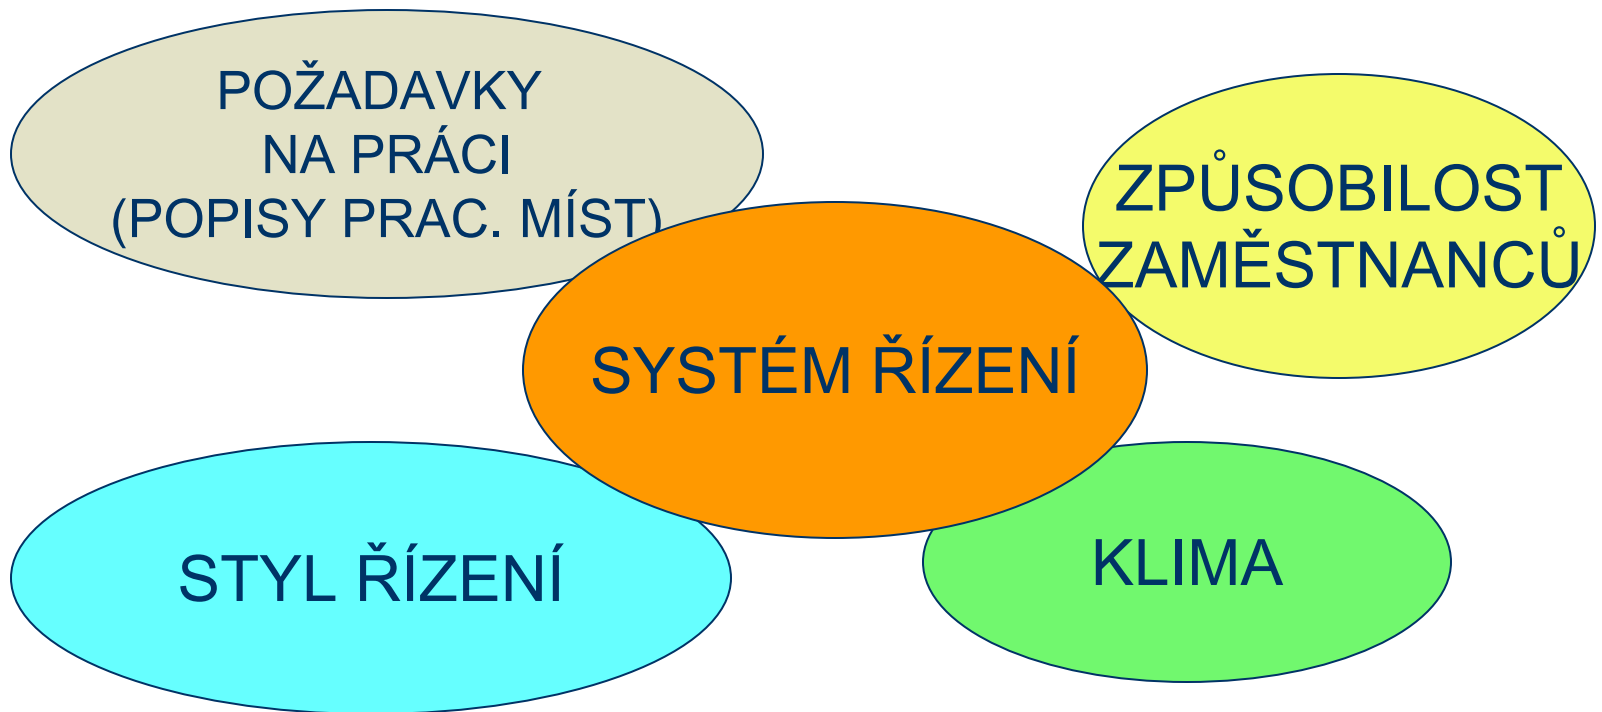 POŽADAVKY
NA PRÁCI
(POPISY PRAC. MÍST)
ZPŮSOBILOST
ZAMĚSTNANCŮ
SYSTÉM ŘÍZENÍ
STYL ŘÍZENÍ
KLIMA